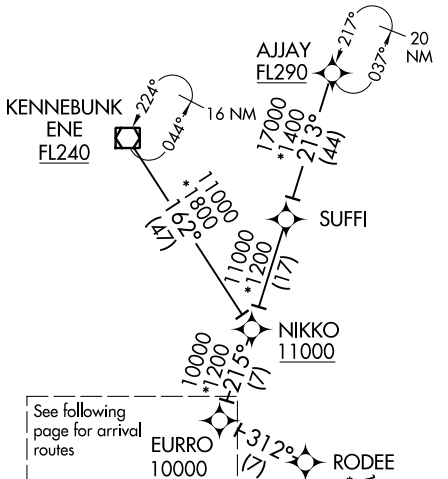 AJJAY
FL290
217°
037°
20
NM
KENNEBUNK
ENE
FL240
224°
044°
16 NM
17000
*1400
213°
(44)
11000
*1800
162°
(47)
SUFFI
11000
*1200
(17)
NIKKO
11000
10000
*1200
215°
(7)
See following
page for arrival
routes
EURRO
10000
312°
(7)
RODEE